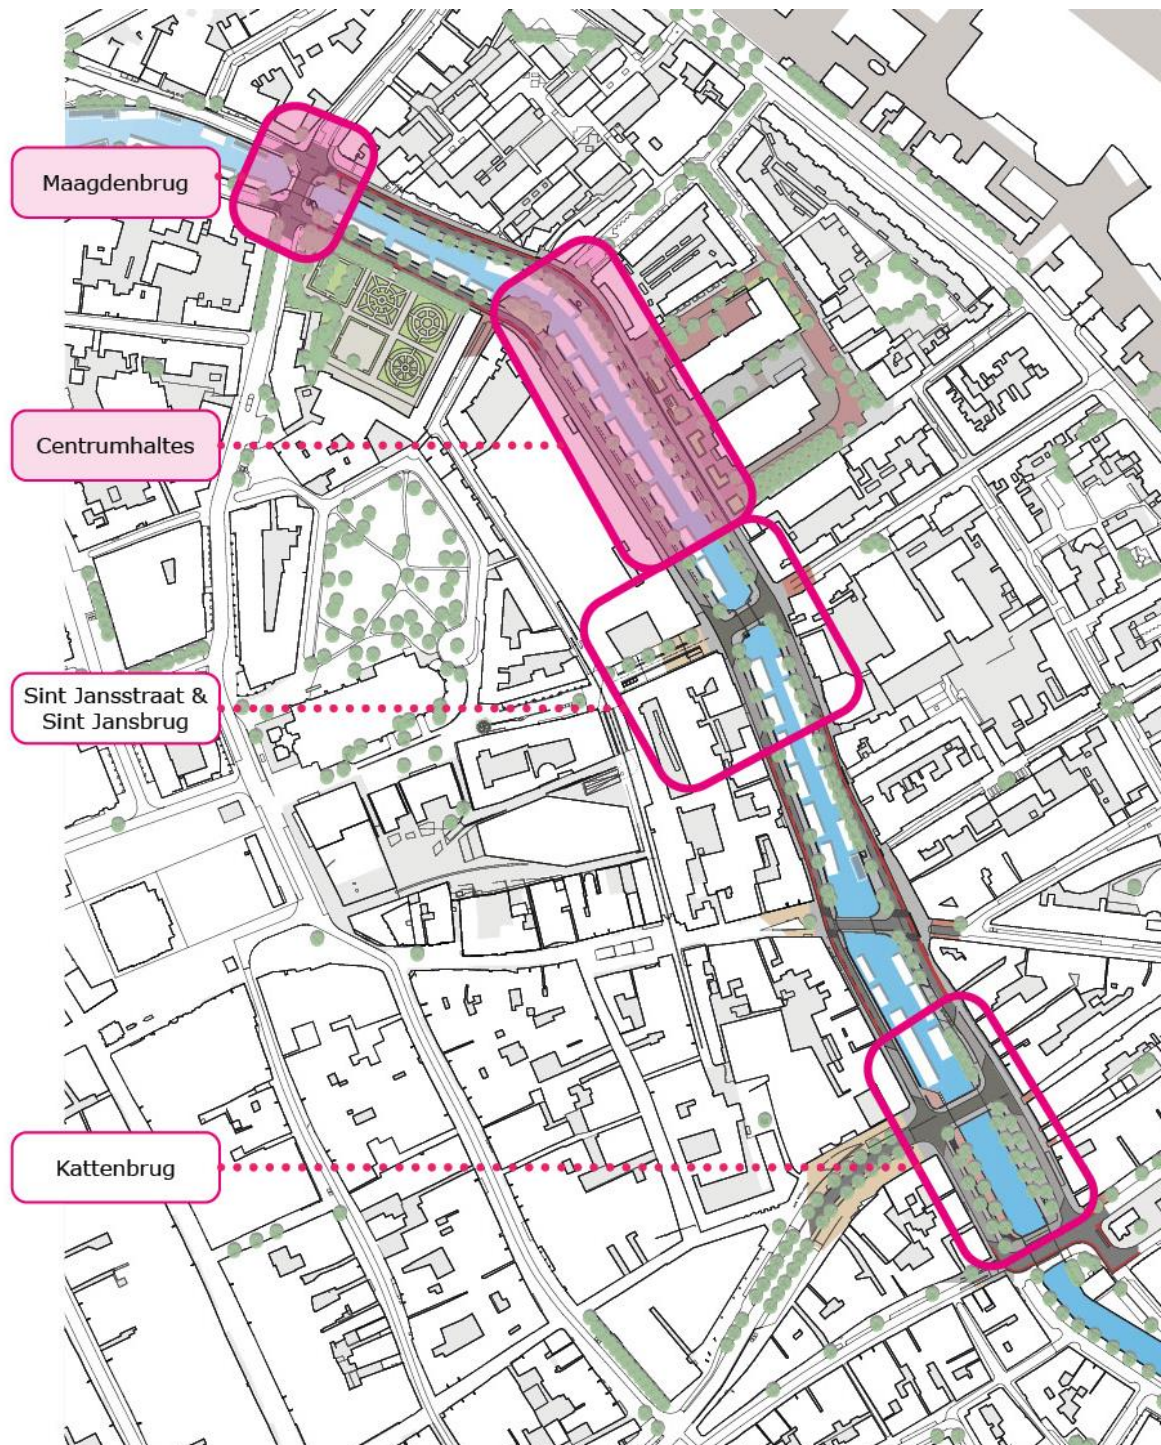 Maagdenbrug
Centrumhaltes
Sint Jansstraat &
Sint Jansbrug
Kattenbrug